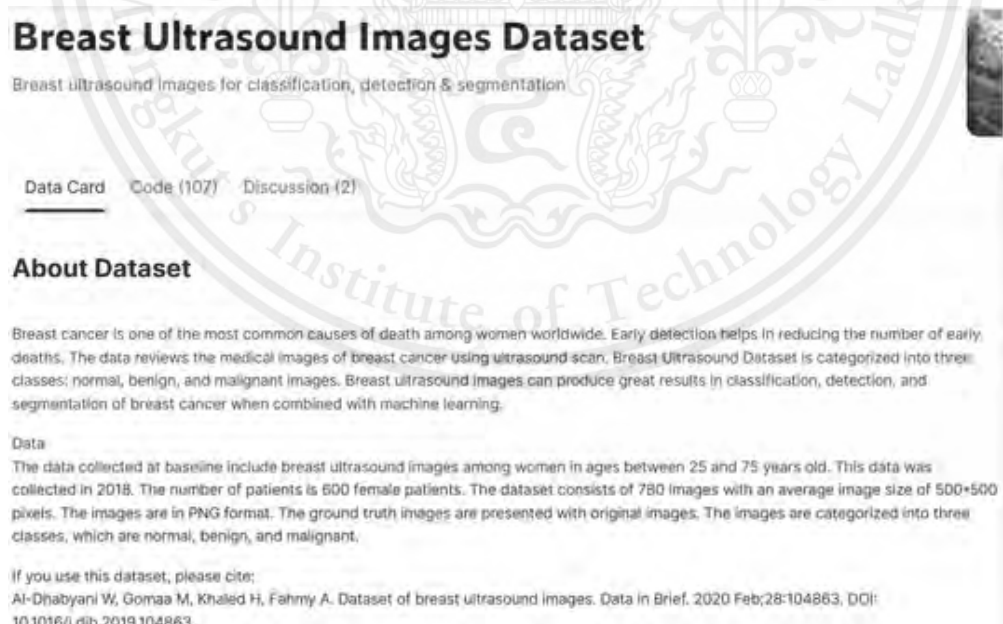 Breast Ultrasound Images Dataset
Breast ultrasound images for classification, detection & segmentation
Data Card Code (107) Discussion (2)
About Dataset
Breast cancer is one of the most common causes of death among women worldwide. Early detection helps in reducing the number of early
deaths. The data reviews the medical images of breast cancer using ultrasound scan. Breast Ultrasound Dataset is categorized into three
classes: normal, benign, and malignant images. Breast ultrasound images can produce great results in classification, detection, and
segmentation of breast cancer when combined with machine learning.
Data
The data collected at baseline include breast ultrasound images among women in ages between 25 and 75 years old. This data was
collected in 2018. The number of patients is 600 female patients. The dataset consists of 780 images with an average image size of 500*500
pixels. The images are in PNG format. The ground truth images are presented with original images. The images are categorized into three
classes, which are normal, benign, and malignant.
If you use this dataset, please cite:
Al-Dhabyani W, Gomaa M, Khaled H, Fahmy A. Dataset of breast ultrasound images. Data in Brief. 2020 Feb;28:104863. DOI:
10.1016/j.dib.2019.104863.
's Institute of Technology